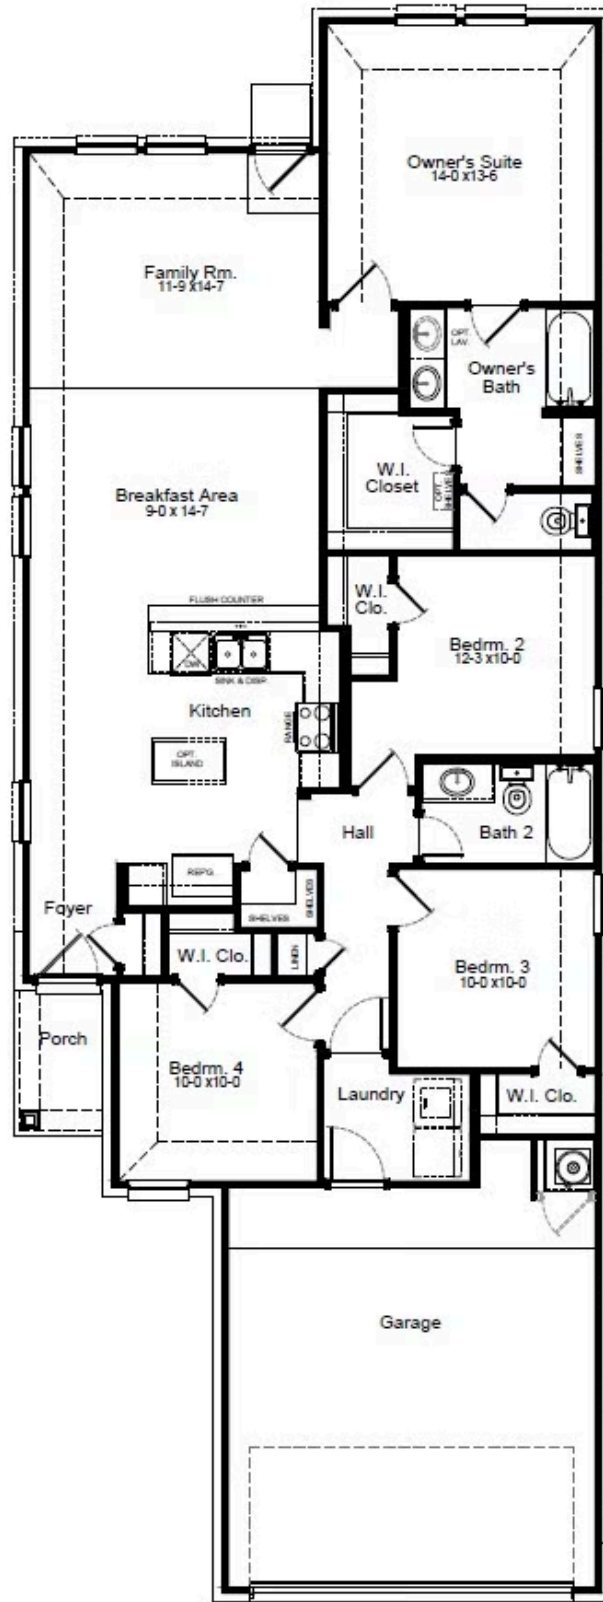 Owner's Suite
14-0 x13-6
Family Rm.
11-9 x14-7
OPT.
LAV.
Owner's
Bath
W.I.
Closet
OPT.
SHELVES
SHELVES
Breakfast Area
9-0 x 14-7
FLUSH COUNTER
W.I.
Clo.
Bedrm. 2
12-3 x10-0
DW
SINK & DISP.
Kitchen
RANGE
OPT.
ISLAND
Hall
Bath 2
REFG.
SHELVES
SHELVES
Foyer
W.I. Clo.
LINEN
Bedrm. 3
10-0 x10-0
Porch
Bedrm. 4
10-0 x10-0
Laundry
W.I. Clo.
Garage